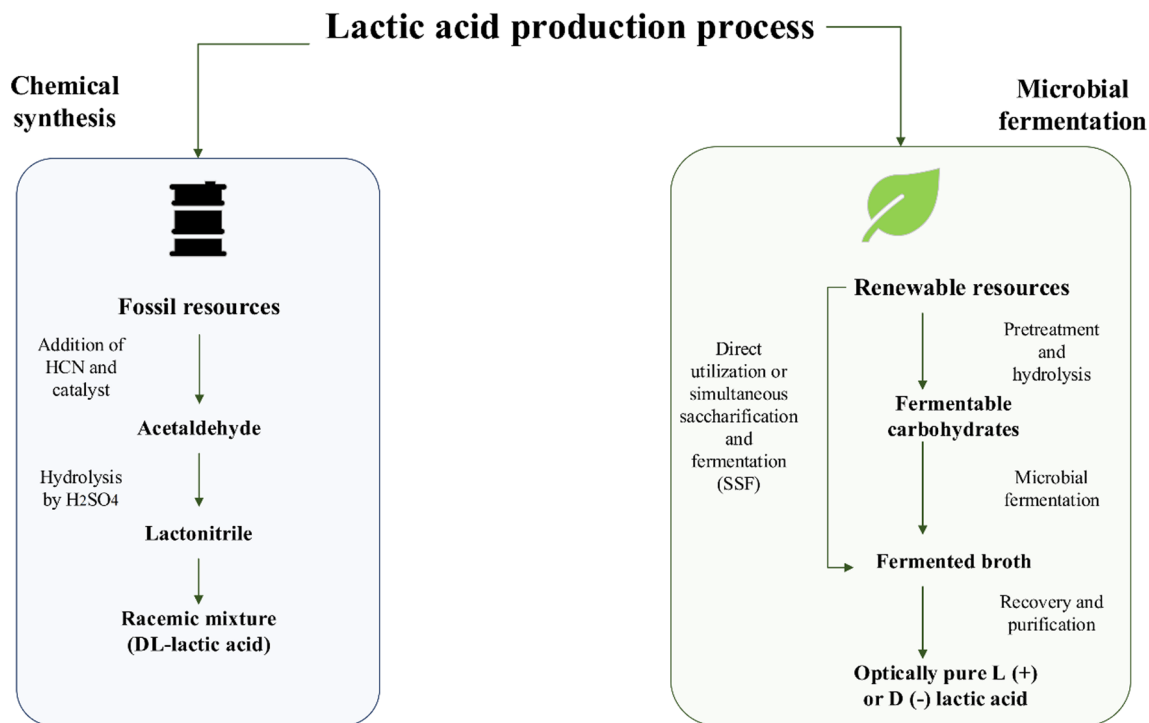 Lactic acid production process
Chemical
synthesis
Fossil resources
Addition of
HCN and
catalyst
Acetaldehyde
Hydrolysis
by H2SO4
Lactonitrile
Racemic mixture
(DL-lactic acid)
Microbial
fermentation
Renewable resources
Pretreatment
and
hydrolysis
Direct
utilization or
simultaneous
saccharification
and
fermentation
(SSF)
Fermentable
carbohydrates
Microbial
fermentation
Fermented broth
Recovery and
purification
Optically pure L (+)
or D (-) lactic acid